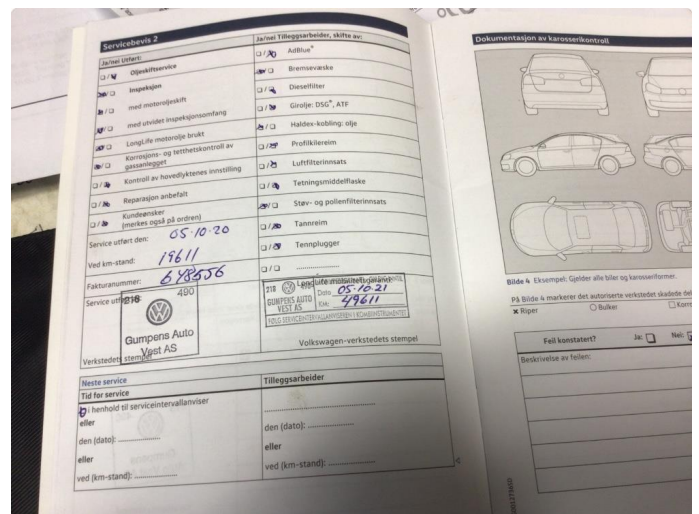 Servicebevis 2
Ja/nei Utført:
Oljeskiftservice
Inspeksjon
med motoroljeskift
med utvidet inspeksjonsomfang
LongLife motorolje brukt
Korrosjons- og tetthetskontroll av
gassanlegget
Kontroll av hovedlyktenes innstilling
Reparasjon anbefalt
Kundeønsker
(merkes også på ordren)
Service utført den: 05-10-20
Ved km-stand: 19611
Fakturanummer: 648556
Service utført av:
218 490
Gumpens Auto
Vest AS
Verkstedets stempel
Ja/nei Tilleggsarbeider, skifte av:
AdBlue®
Bremsevæske
Dieselfilter
Girolje: DSG®, ATF
Haldex-kobling: olje
Profilkilereim
Luftfilterinnsats
Tetningsmiddelflaske
Støv- og pollenfilterinnsats
Tannreim
Tennplugger
218 490
GUMPENS AUTO
VEST AS
Dato 05-10-21
KM: 49611
FØLG SERVICEINTERVALLANVISEREN I KOMBIINSTRUMENTET
Volkswagen-verkstedets stempel
Neste service
Tid for service
i henhold til serviceintervallanviser
eller
den (dato):
eller
ved (km-stand):
Tilleggsarbeider
den (dato):
eller
ved (km-stand):
Dokumentasjon av karosserikontroll
Bilde 4 Eksempel: Gjelder alle biler og karosseriformer.
På Bilde 4 markerer det autoriserte verkstedet skadede
Riper
Bulker
Feil konstatert? Ja: Nei:
Beskrivelse av feilen: